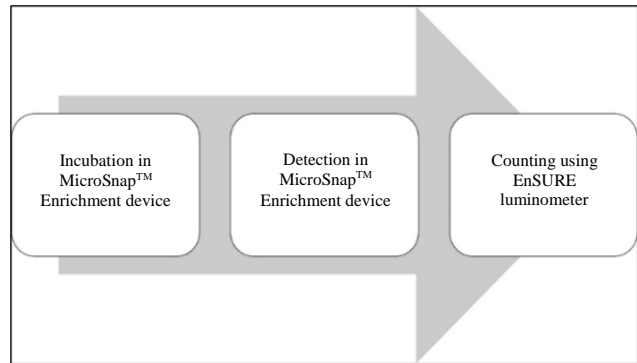 Incubation in
MicroSnap™
Enrichment device
Detection in
MicroSnap™
Enrichment device
Counting using
EnSURE
luminometer